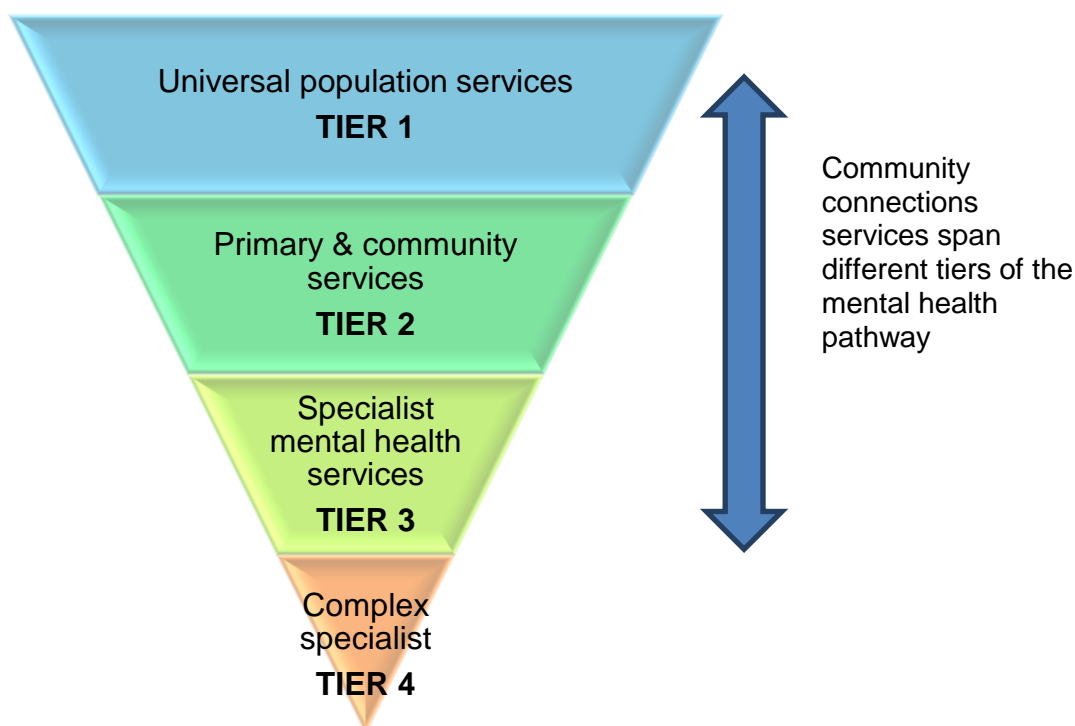 Universal population services
TIER 1
Primary & community
services
TIER 2
Specialist
mental health
services
TIER 3
Complex
specialist
TIER 4
Community
connections
services span
different tiers of the
mental health
pathway